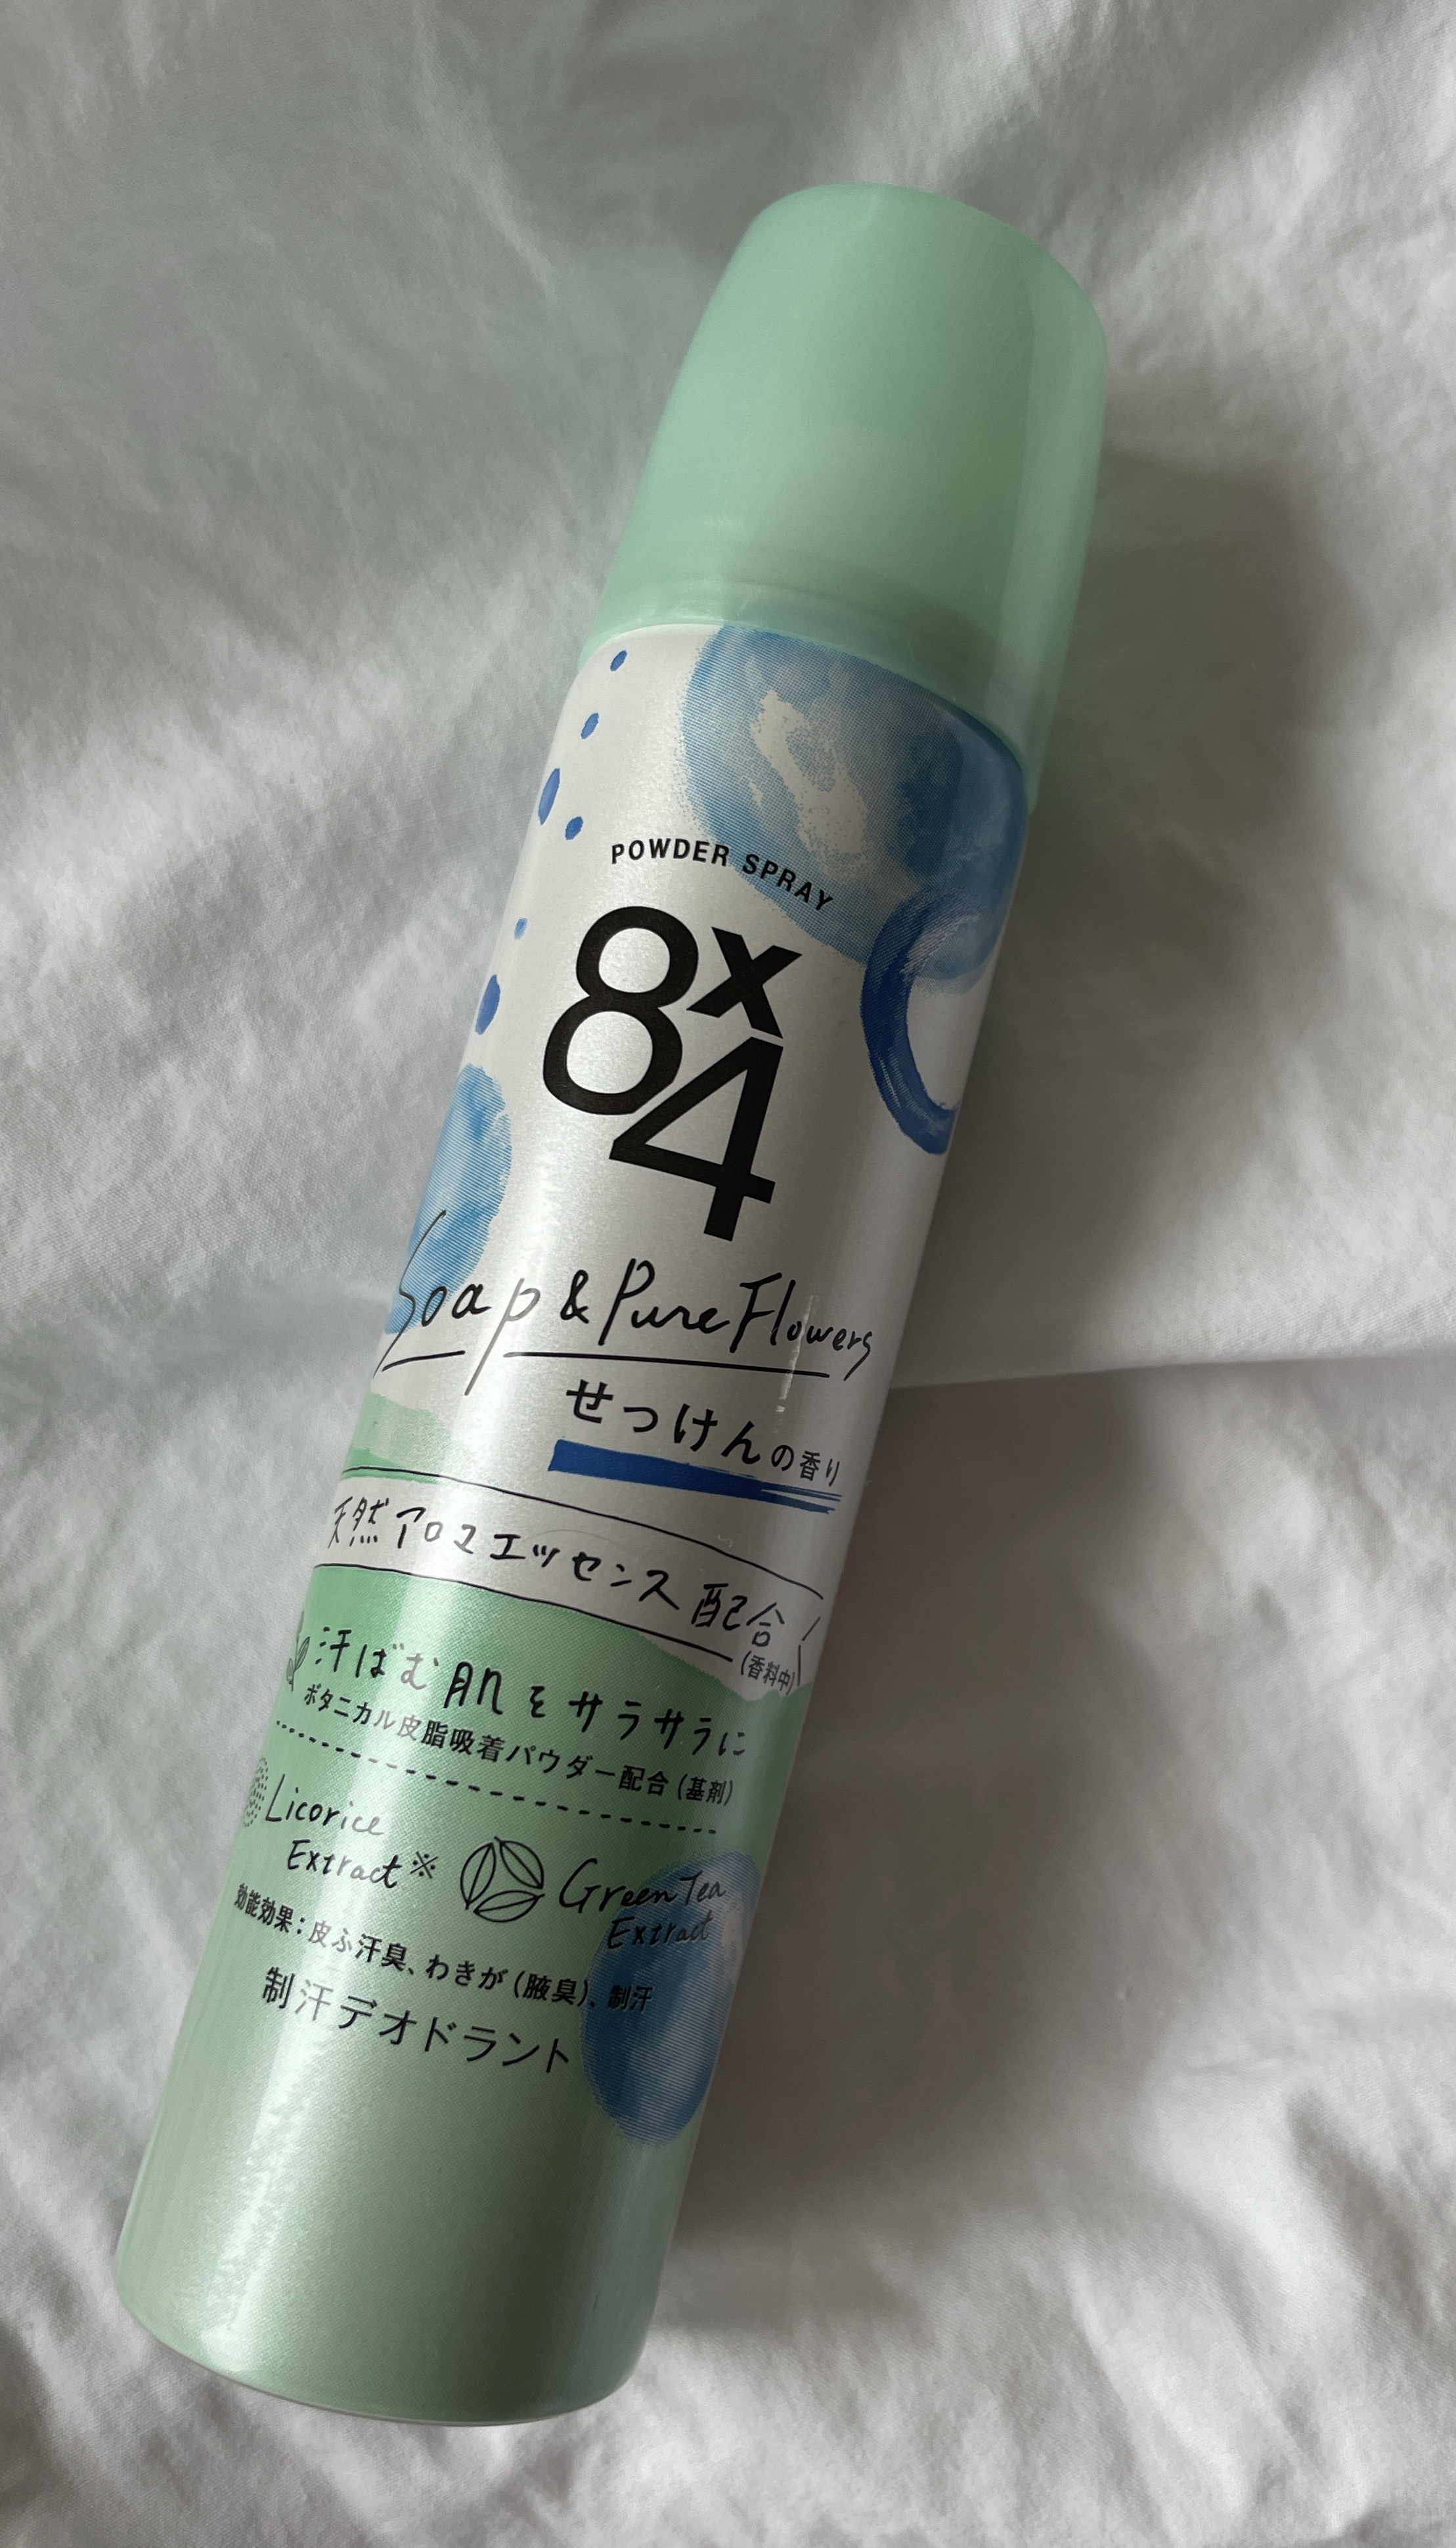 POWDER SPRAY
8x4
Soap & Pure Flowers
せっけんの香り
天然アロマエッセンス配合
(香料中)
汗ばむ肌をサラサラに
ボタニカル皮脂吸着パウダー配合(基剤)
Licorice
Extract※
Green Tea
Extract
効能効果:皮ふ汗臭、わきが(腋臭)、制汗
制汗デオドラント